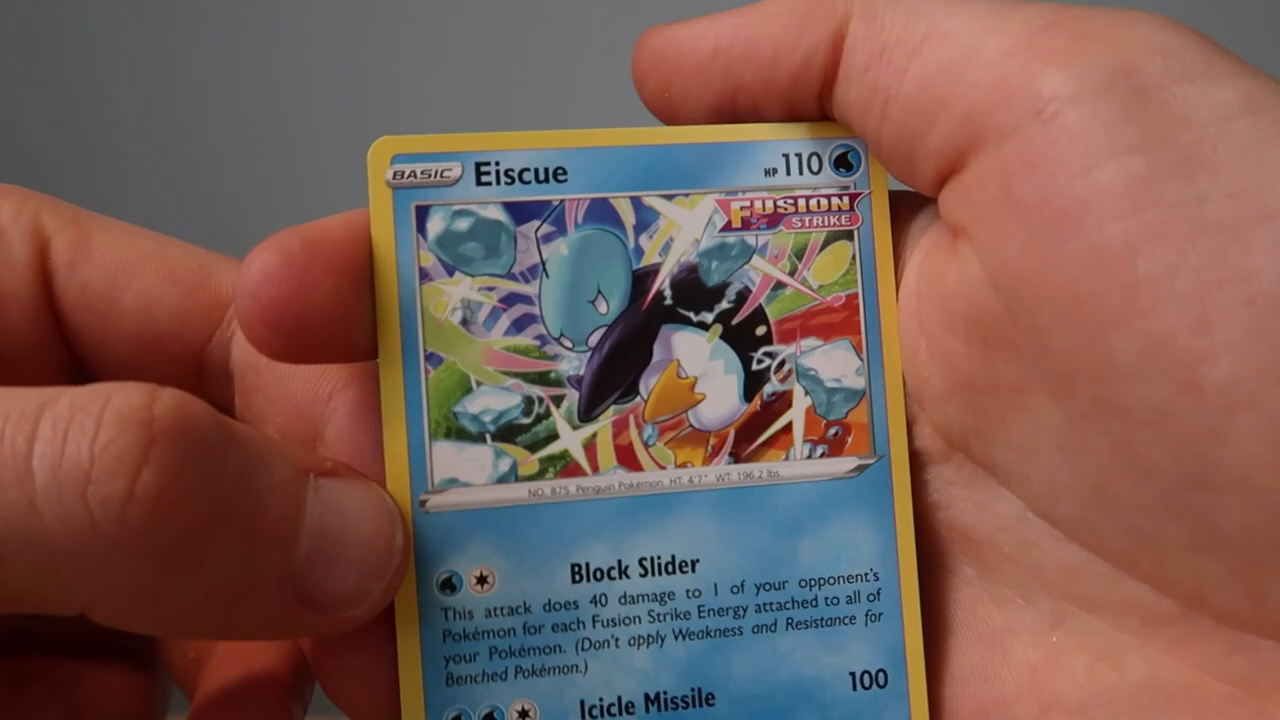 BASIC Eiscue HP 110
FUSION
STRIKE
NO. 875 Penguin Pokémon. HT. 4'7" WT. 196.2 lbs.
Block Slider
This attack does 40 damage to 1 of your opponent's
Pokémon for each Fusion Strike Energy attached to all of
your Pokémon. (Don't apply Weakness and Resistance for
Benched Pokémon.)
Icicle Missile 100